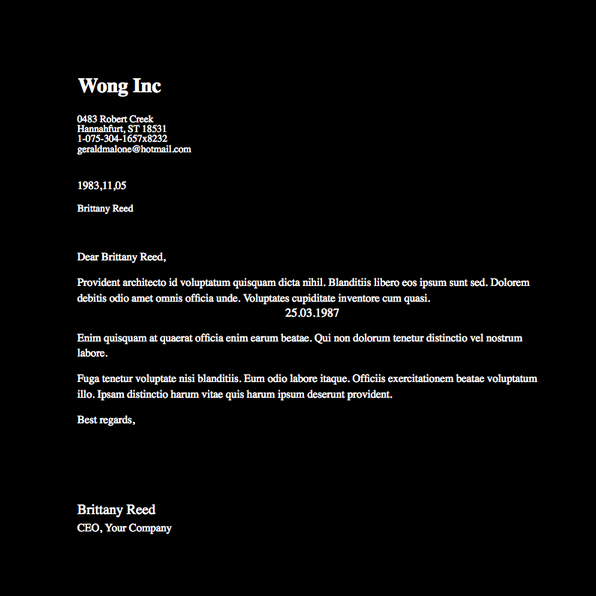 Wong Inc
0483 Robert Creek
Hannahfurt, ST 18531
1-075-304-1657x8232
geraldmalone@hotmail.com
1983,11,05
Brittany Reed
Dear Brittany Reed,
Provident architecto id voluptatum quisquam dicta nihil. Blanditiis libero eos ipsum sunt sed. Dolorem
debitis odio amet omnis officia unde. Voluptates cupiditate inventore cum quasi.
25.03.1987
Enim quisquam at quaerat officia enim earum beatae. Qui non dolorum tenetur distinctio vel nostrum
labore.
Fuga tenetur voluptate nisi blanditiis. Eum odio labore itaque. Officiis exercitationem beatae voluptatum
illo. Ipsam distinctio harum vitae quis harum ipsum deserunt provident.
Best regards,
Brittany Reed
CEO, Your Company